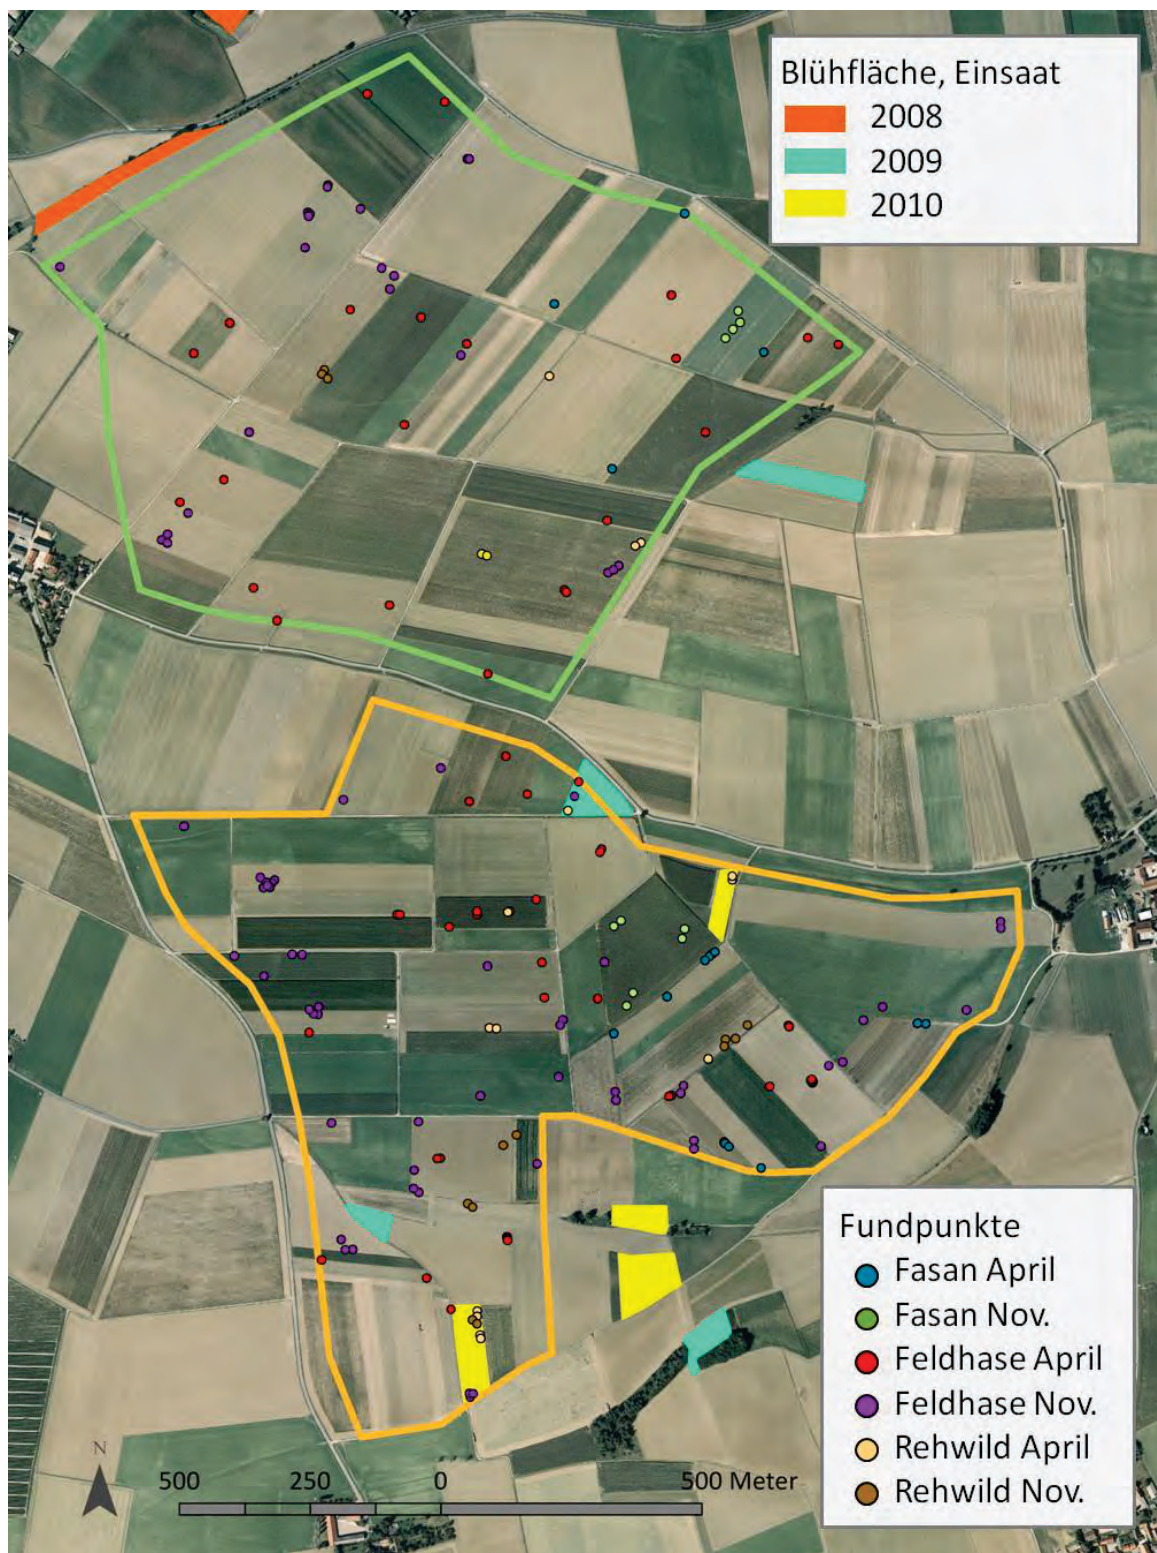 Blühfläche, Einsaat
2008
2009
2010
Fundpunkte
Fasan April
Fasan Nov.
Feldhase April
Feldhase Nov.
Rehwild April
Rehwild Nov.
N
500 250 0 500 Meter